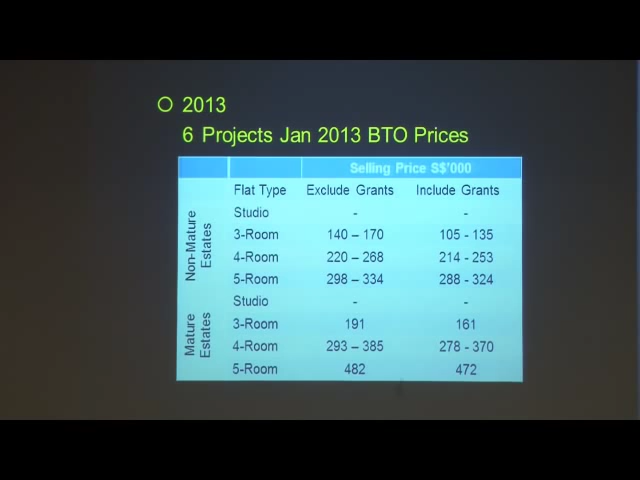 2013
6 Projects Jan 2013 BTO Prices
Selling Price S$'000
Flat Type Exclude Grants Include Grants
Non-Mature Estates
Studio - -
3-Room 140 – 170 105 - 135
4-Room 220 – 268 214 - 253
5-Room 298 – 334 288 - 324
Mature Estates
Studio - -
3-Room 191 161
4-Room 293 – 385 278 - 370
5-Room 482 472